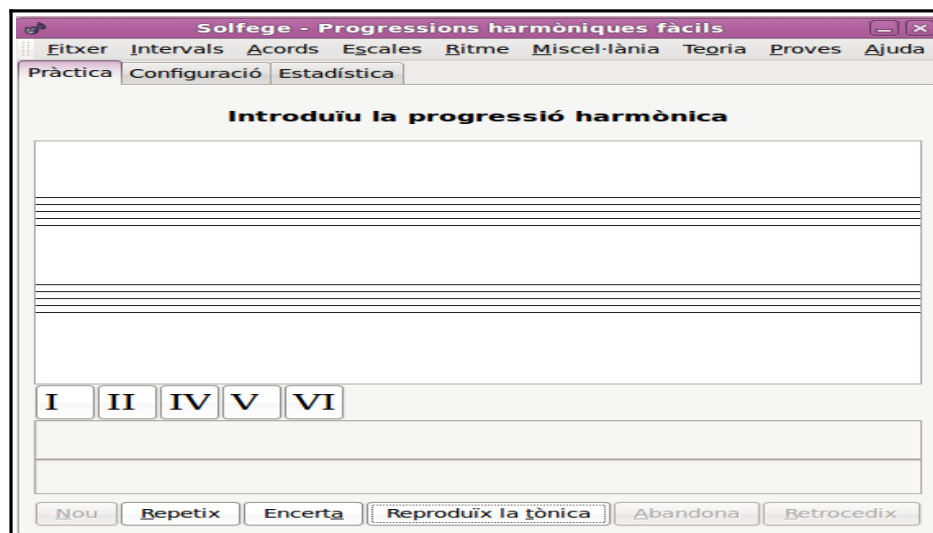 Solfege - Progressions harmòniques fàcils
Fitxer Intervals Acords Escales Ritme Miscel·lània Teoria Proves Ajuda
Pràctica Configuració Estadística
Introduïu la progressió harmònica
I II IV V VI
Nou Repetix Encerta Reproduïx la tònica Abandona Retrocedix